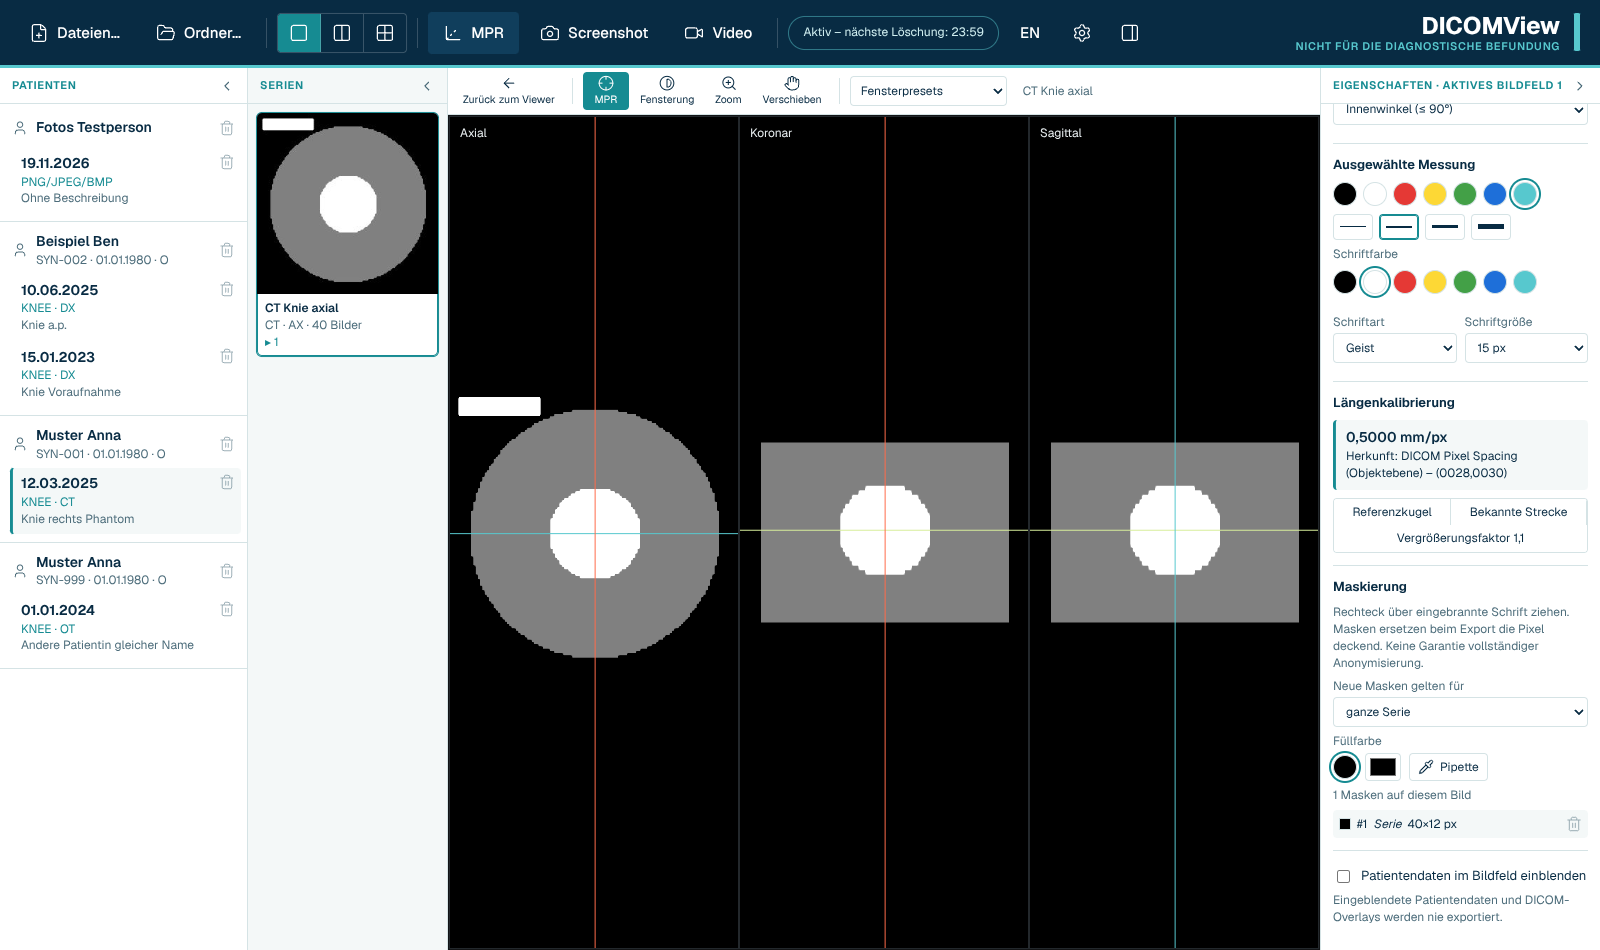 Dateien...
Ordner...
MPR
Screenshot
Video
Aktiv – nächste Löschung: 23:59
EN
DICOMView
NICHT FÜR DIE DIAGNOSTISCHE BEFUNDUNG
PATIENTEN
Fotos Testperson
19.11.2026
PNG/JPEG/BMP
Ohne Beschreibung
Beispiel Ben
SYN-002 · 01.01.1980 · O
10.06.2025
KNEE · DX
Knie a.p.
15.01.2023
KNEE · DX
Knie Voraufnahme
Muster Anna
SYN-001 · 01.01.1980 · O
12.03.2025
KNEE · CT
Knie rechts Phantom
Muster Anna
SYN-999 · 01.01.1980 · O
01.01.2024
KNEE · OT
Andere Patientin gleicher Name
SERIEN
CT Knie axial
CT · AX · 40 Bilder
▸ 1
Zurück zum Viewer
MPR
Fensterung
Zoom
Verschieben
Fensterpresets
CT Knie axial
Axial
Koronar
Sagittal
EIGENSCHAFTEN · AKTIVES BILDFELD 1
Innenwinkel (≤ 90°)
Ausgewählte Messung
Schriftfarbe
Schriftart
Schriftgröße
Geist
15 px
Längenkalibrierung
0,5000 mm/px
Herkunft: DICOM Pixel Spacing
(Objektebene) – (0028,0030)
Referenzkugel
Bekannte Strecke
Vergrößerungsfaktor 1,1
Maskierung
Rechteck über eingebrannte Schrift ziehen.
Masken ersetzen beim Export die Pixel
deckend. Keine Garantie vollständiger
Anonymisierung.
Neue Masken gelten für
ganze Serie
Füllfarbe
Pipette
1 Masken auf diesem Bild
#1 Serie 40×12 px
Patientendaten im Bildfeld einblenden
Eingeblendete Patientendaten und DICOM-
Overlays werden nie exportiert.